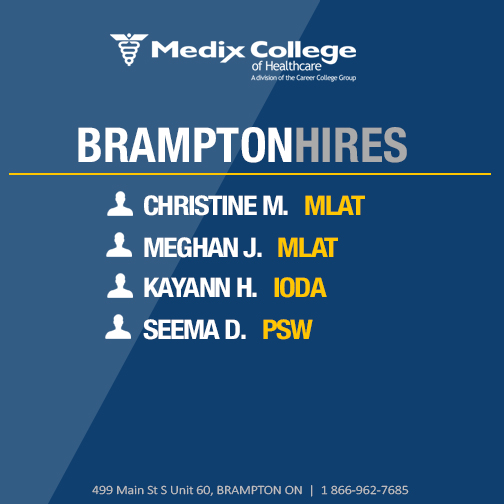 Medix College
of Healthcare
A division of the Career College Group
BRAMPTONHIRES
CHRISTINE M. MLAT
MEGHAN J. MLAT
KAYANN H. IODA
SEEMA D. PSW
499 Main St S Unit 60, BRAMPTON ON | 1 866-962-7685